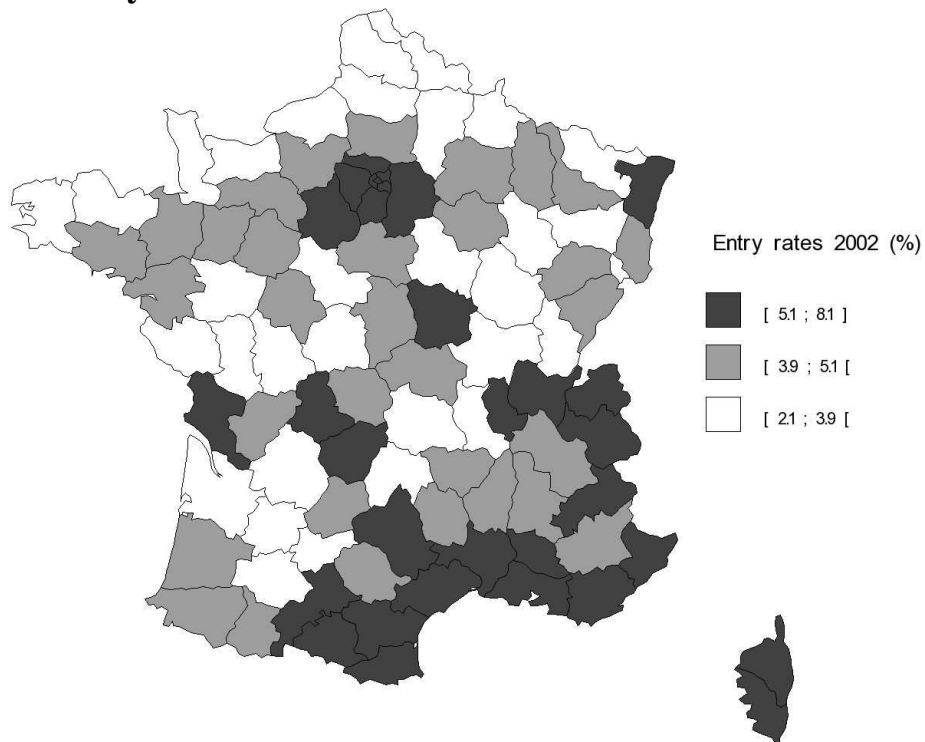 Entry rates 2002 (%)
[ 5.1 ; 8.1 ]
[ 3.9 ; 5.1 [
[ 2.1 ; 3.9 [